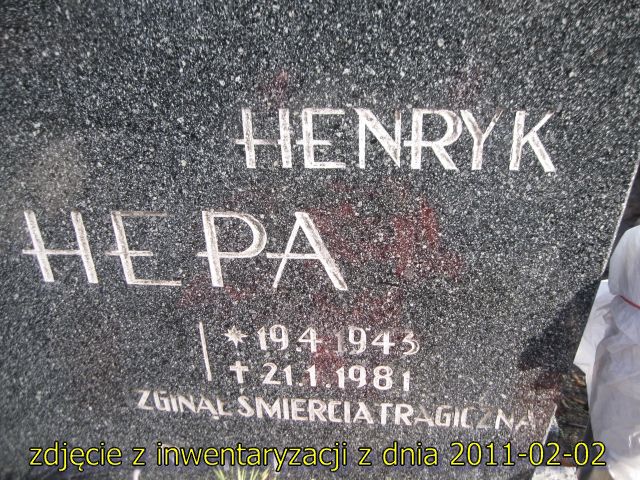 HENRYK
HEPA
* 19.4.1943
✝ 21.1.1981
ZGINĄŁ ŚMIERCIĄ TRAGICZNĄ
zdjęcie z inwentaryzacji z dnia 2011-02-02